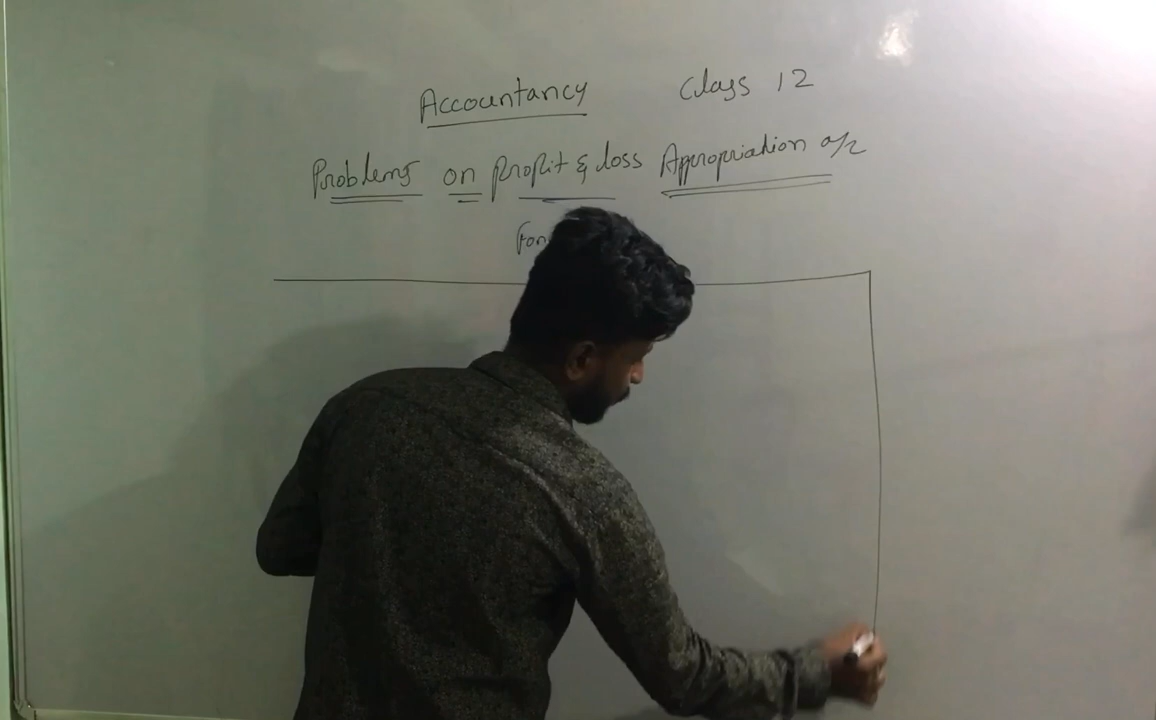 Accountancy Class 12
Problems on Profit & Loss Appropriation a/c